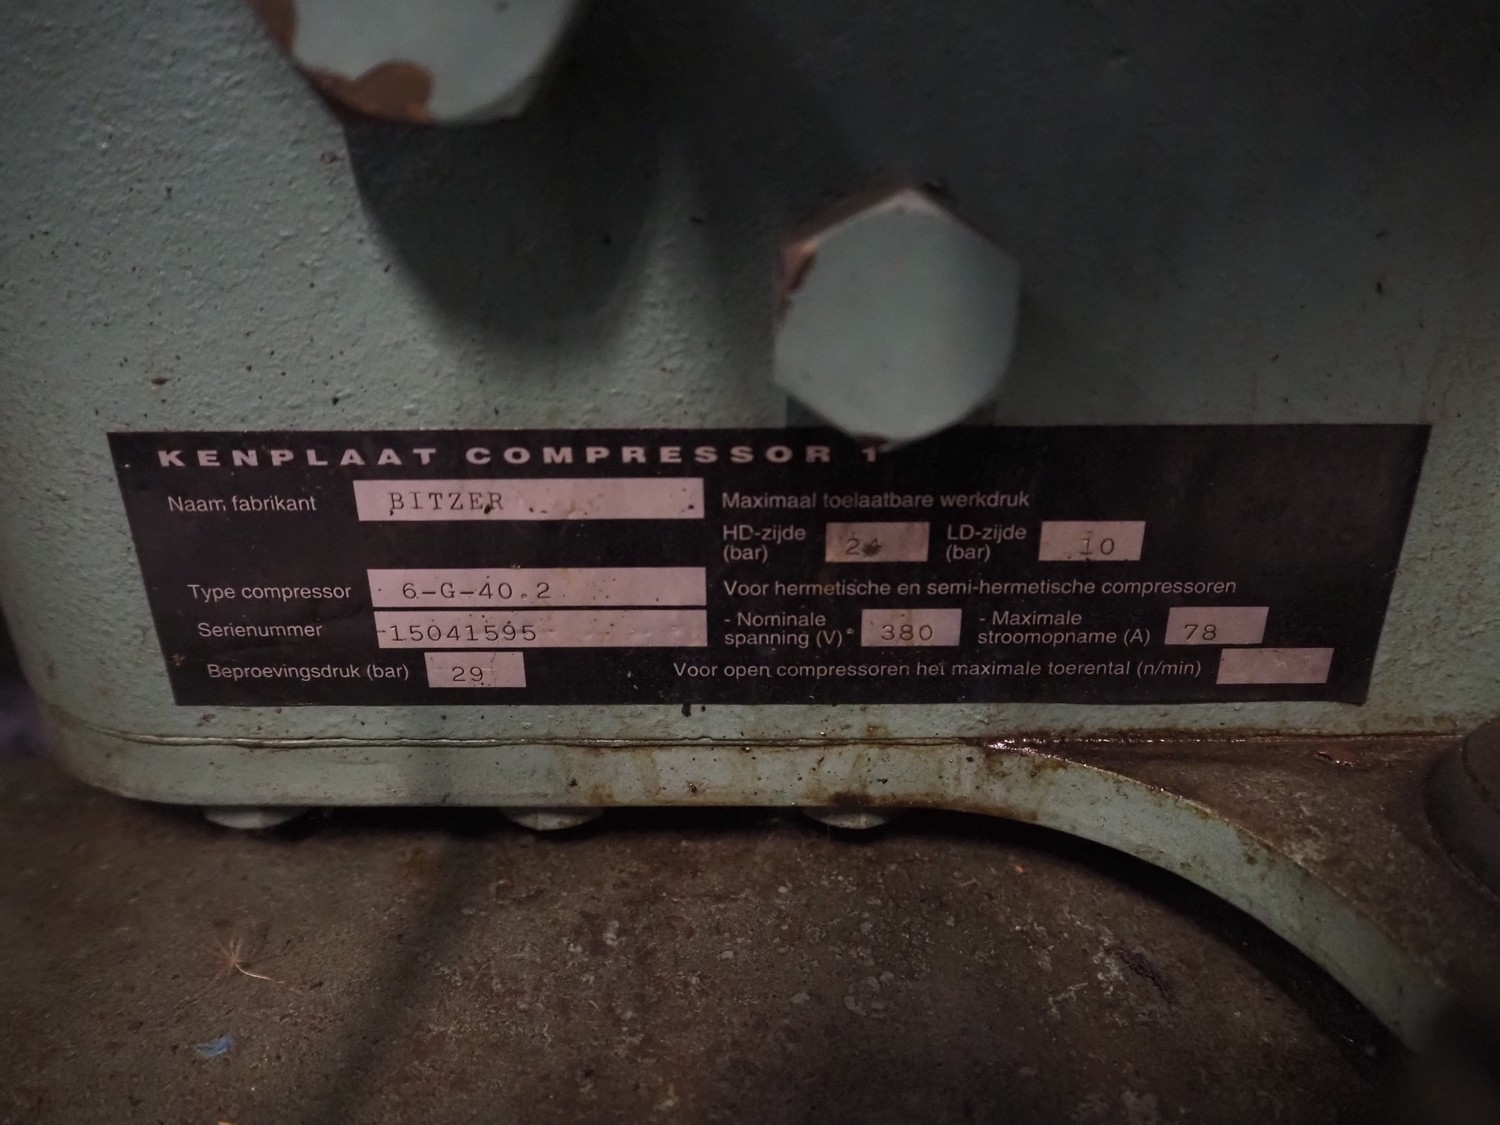 KENPLAAT COMPRESSOR 1
Naam fabrikant BITZER
Maximaal toelaatbare werkdruk
HD-zijde (bar) 24 LD-zijde (bar) 10
Type compressor 6-G-40.2
Voor hermetische en semi-hermetische compressoren
Serienummer 15041595
- Nominale spanning (V) 380 - Maximale stroomopname (A) 78
Beproevingsdruk (bar) 29
Voor open compressoren het maximale toerental (n/min)